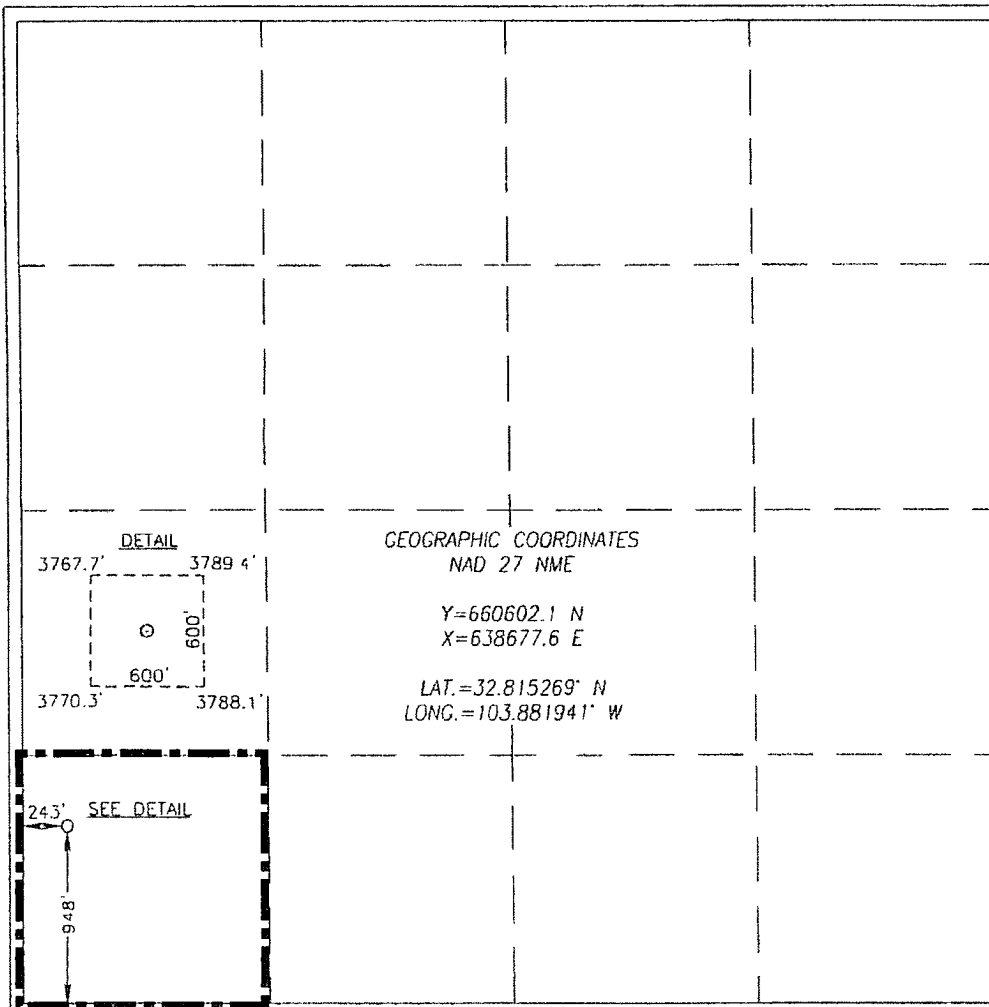 DETAIL
3767.7' 3789.4'
600'
600'
3770.3' 3788.1'
GEOGRAPHIC COORDINATES
NAD 27 NME
Y=660602.1 N
X=638677.6 E
LAT.=32.815269° N
LONG.=103.881941° W
243' SEE DETAIL
948'